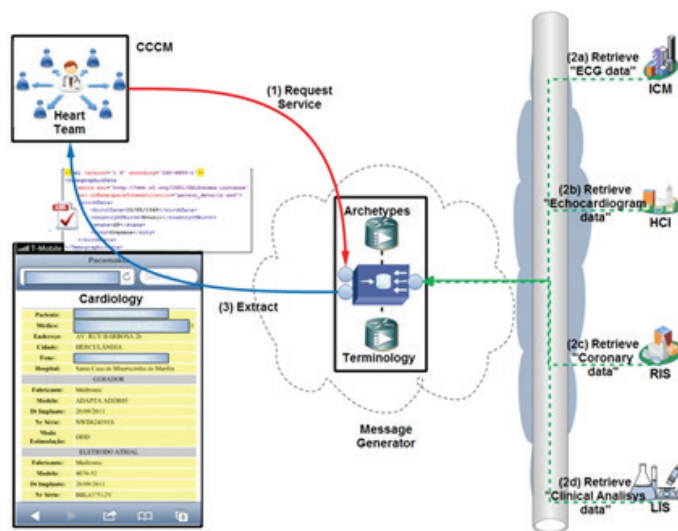 CCCM
Heart
Team
(1) Request
Service
(2a) Retrieve
"ECG data"
ICM
(2b) Retrieve
"Echocardiogram
data"
HCI
(2c) Retrieve
"Coronary
data"
RIS
(2d) Retrieve
"Clinical Analisys
data"
LIS
Archetypes
Terminology
Message
Generator
(3) Extract
T-Mobile
Pacemak
Cardiology
Paciente:
Médico:
Endereço: AV. RUY BARBOSA 26
Cidade: HERCULÂNDIA
Fone:
Hospital: Santa Casa de Misericórdia de Marília
GERADOR
Fabricante: Medtronic
Modelo: ADAPTA ADDR03
Dt Implante: 20/09/2011
Nr Série:
Modo
Estimulação: DDD
ELETRODO ATRIAL
Fabricante: Medtronic
Modelo: 4076-52
Dt Implante: 20/09/2011
Nr Série: